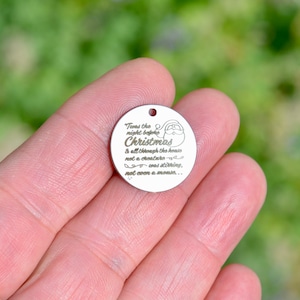 'Twas the
night before
Christmas
& all through the house
not a creature
was stirring,
not even a mouse...